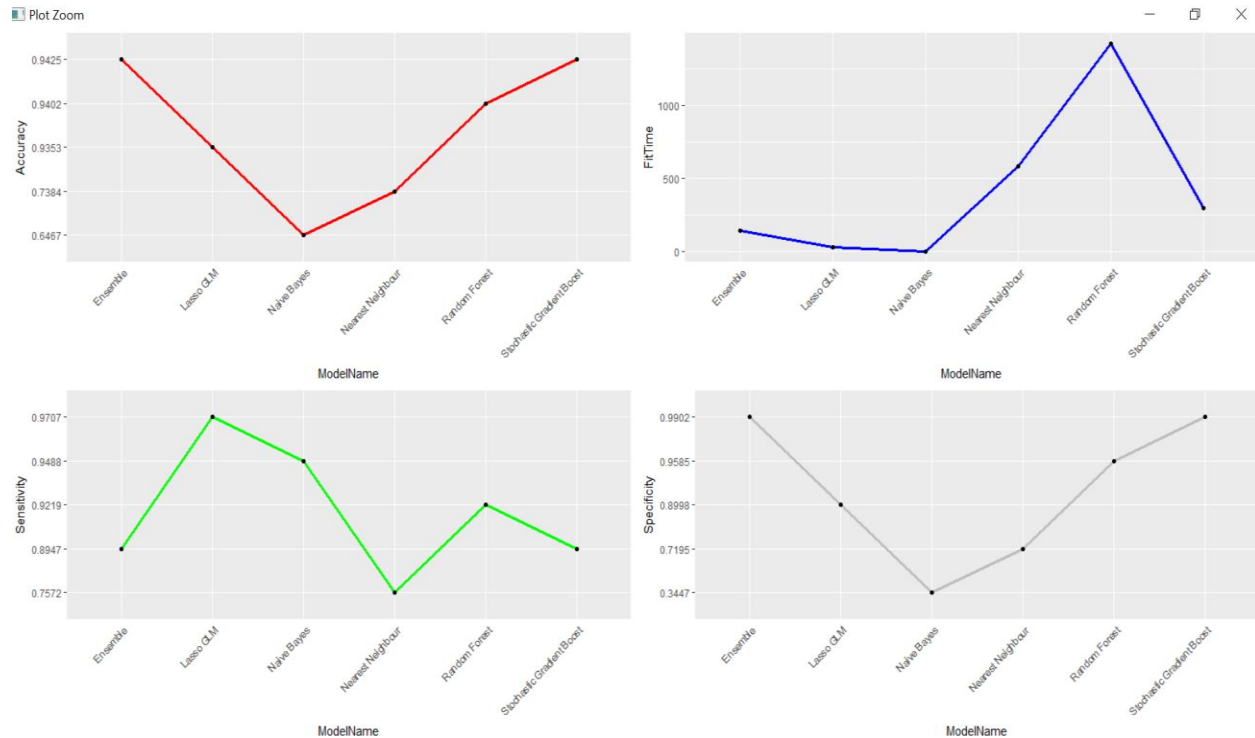 Plot Zoom
Accuracy
0.9425
0.9402
0.9353
0.7384
0.6467
Ensemble
Lasso GLM
Naive Bayes
Nearest Neighbour
Random Forest
Stochastic Gradient Boost
ModelName
FitTime
1000
500
0
Ensemble
Lasso GLM
Naive Bayes
Nearest Neighbour
Random Forest
Stochastic Gradient Boost
ModelName
Sensitivity
0.9707
0.9488
0.9219
0.8947
0.7572
Ensemble
Lasso GLM
Naive Bayes
Nearest Neighbour
Random Forest
Stochastic Gradient Boost
ModelName
Specificity
0.9902
0.9585
0.8998
0.7195
0.3447
Ensemble
Lasso GLM
Naive Bayes
Nearest Neighbour
Random Forest
Stochastic Gradient Boost
ModelName